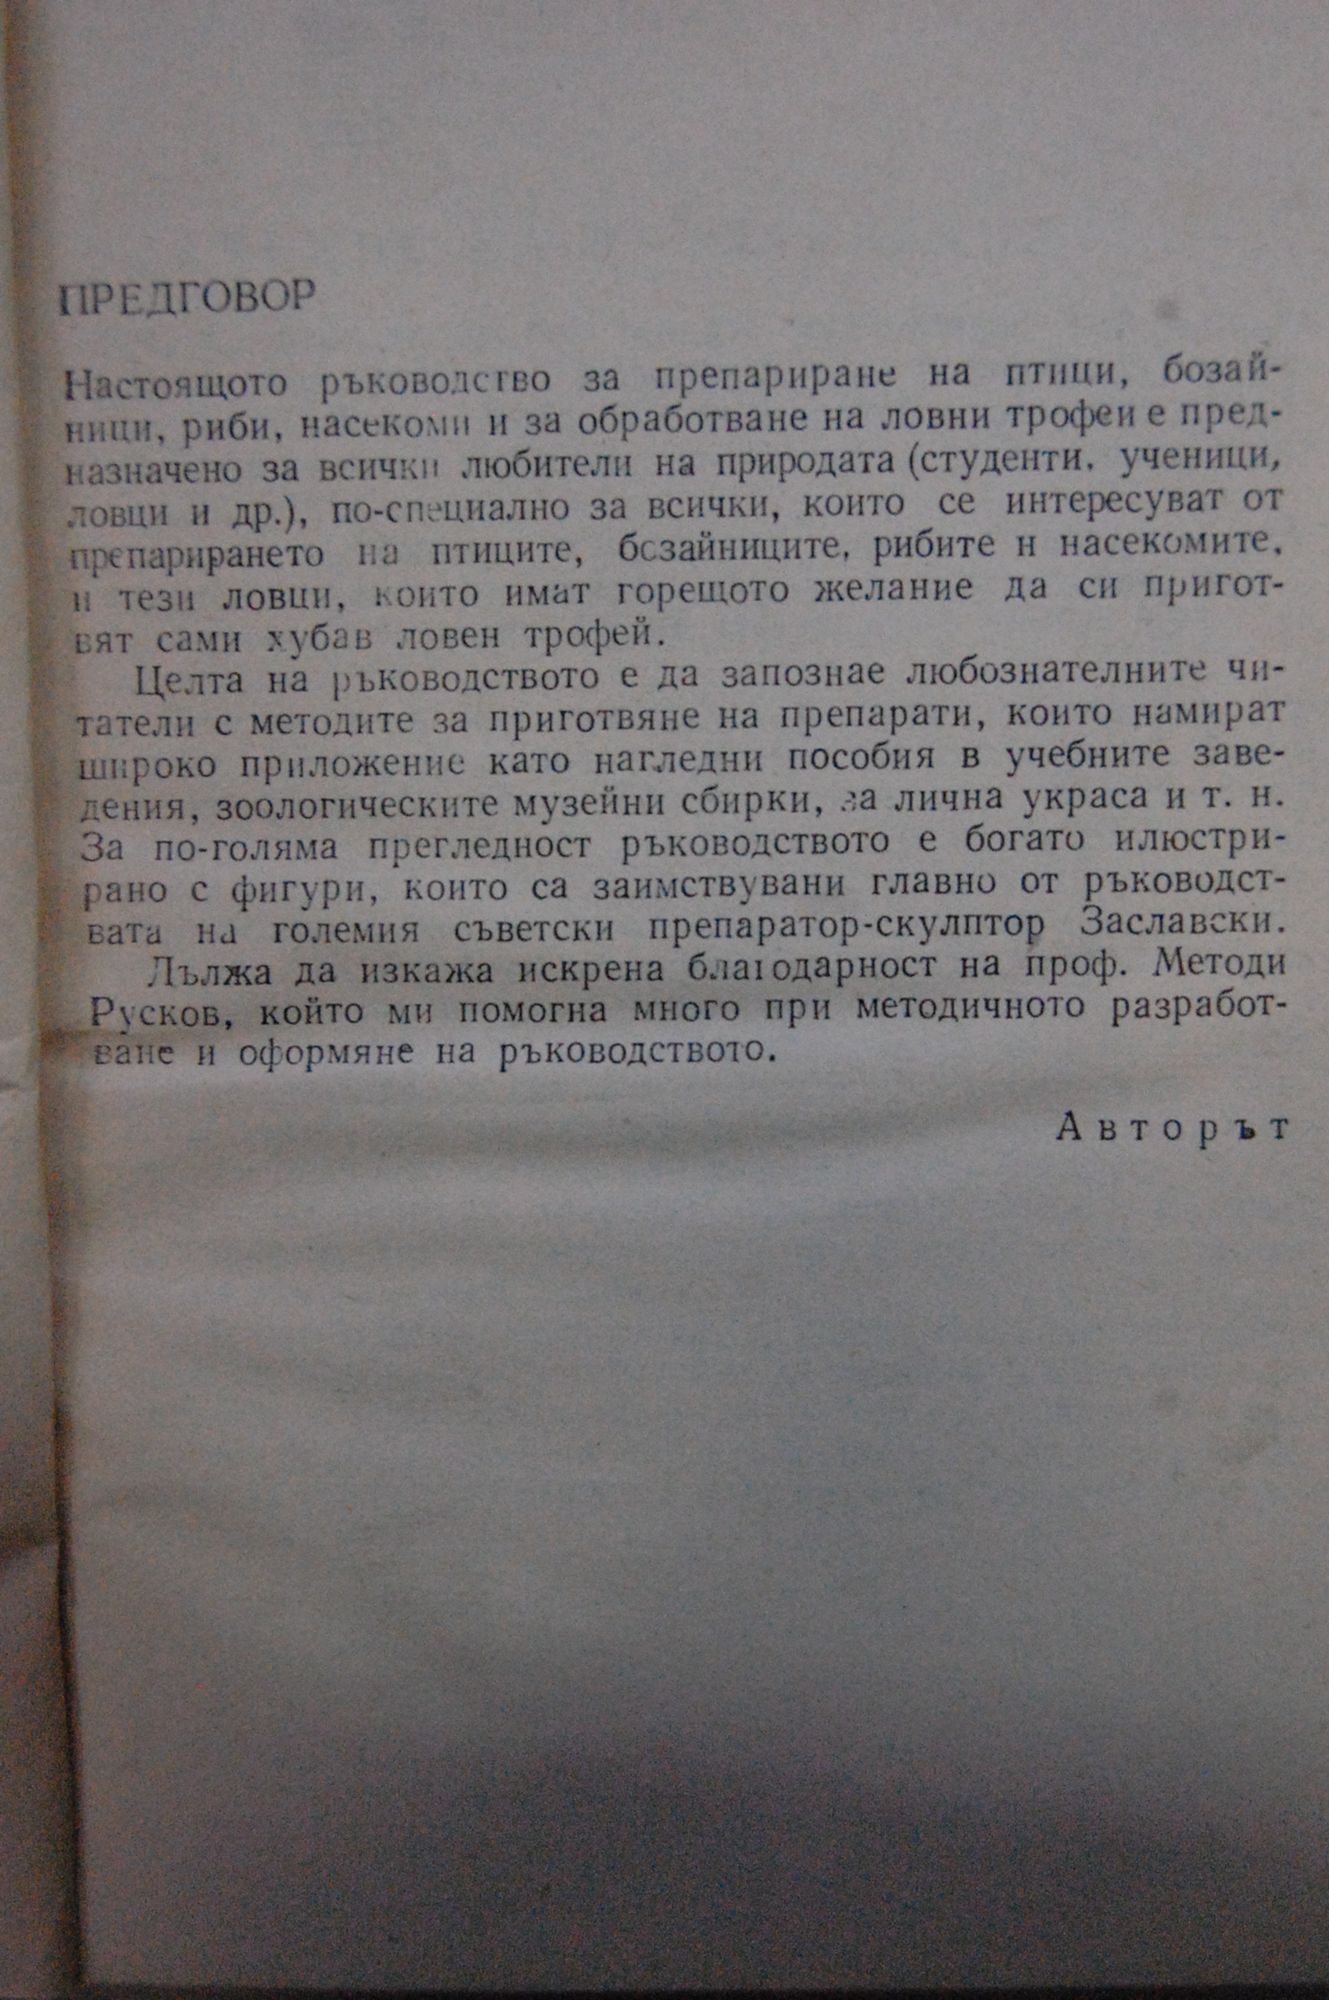 ПРЕДГОВОР
Настоящото ръководство за препариране на птици, бозай-
ници, риби, насекоми и за обработване на ловни трофеи е пред-
назначено за всички любители на природата (студенти, ученици,
ловци и др.), по-специално за всички, които се интересуват от
препарирането на птиците, бозайниците, рибите и насекомите,
и тези ловци, които имат горещото желание да си пригот-
вят сами хубав ловен трофей.
Целта на ръководството е да запознае любознателните чи-
татели с методите за приготвяне на препарати, които намират
широко приложение като нагледни пособия в учебните заве-
дения, зоологическите музейни сбирки, за лична украса и т. н.
За по-голяма прегледност ръководството е богато илюстри-
рано с фигури, които са заимствувани главно от ръководст-
вата на големия съветски препаратор-скулптор Заславски.
Дължа да изкажа искрена благодарност на проф. Методи
Русков, който ми помогна много при методичното разработ-
ване и оформяне на ръководството.
Авторът